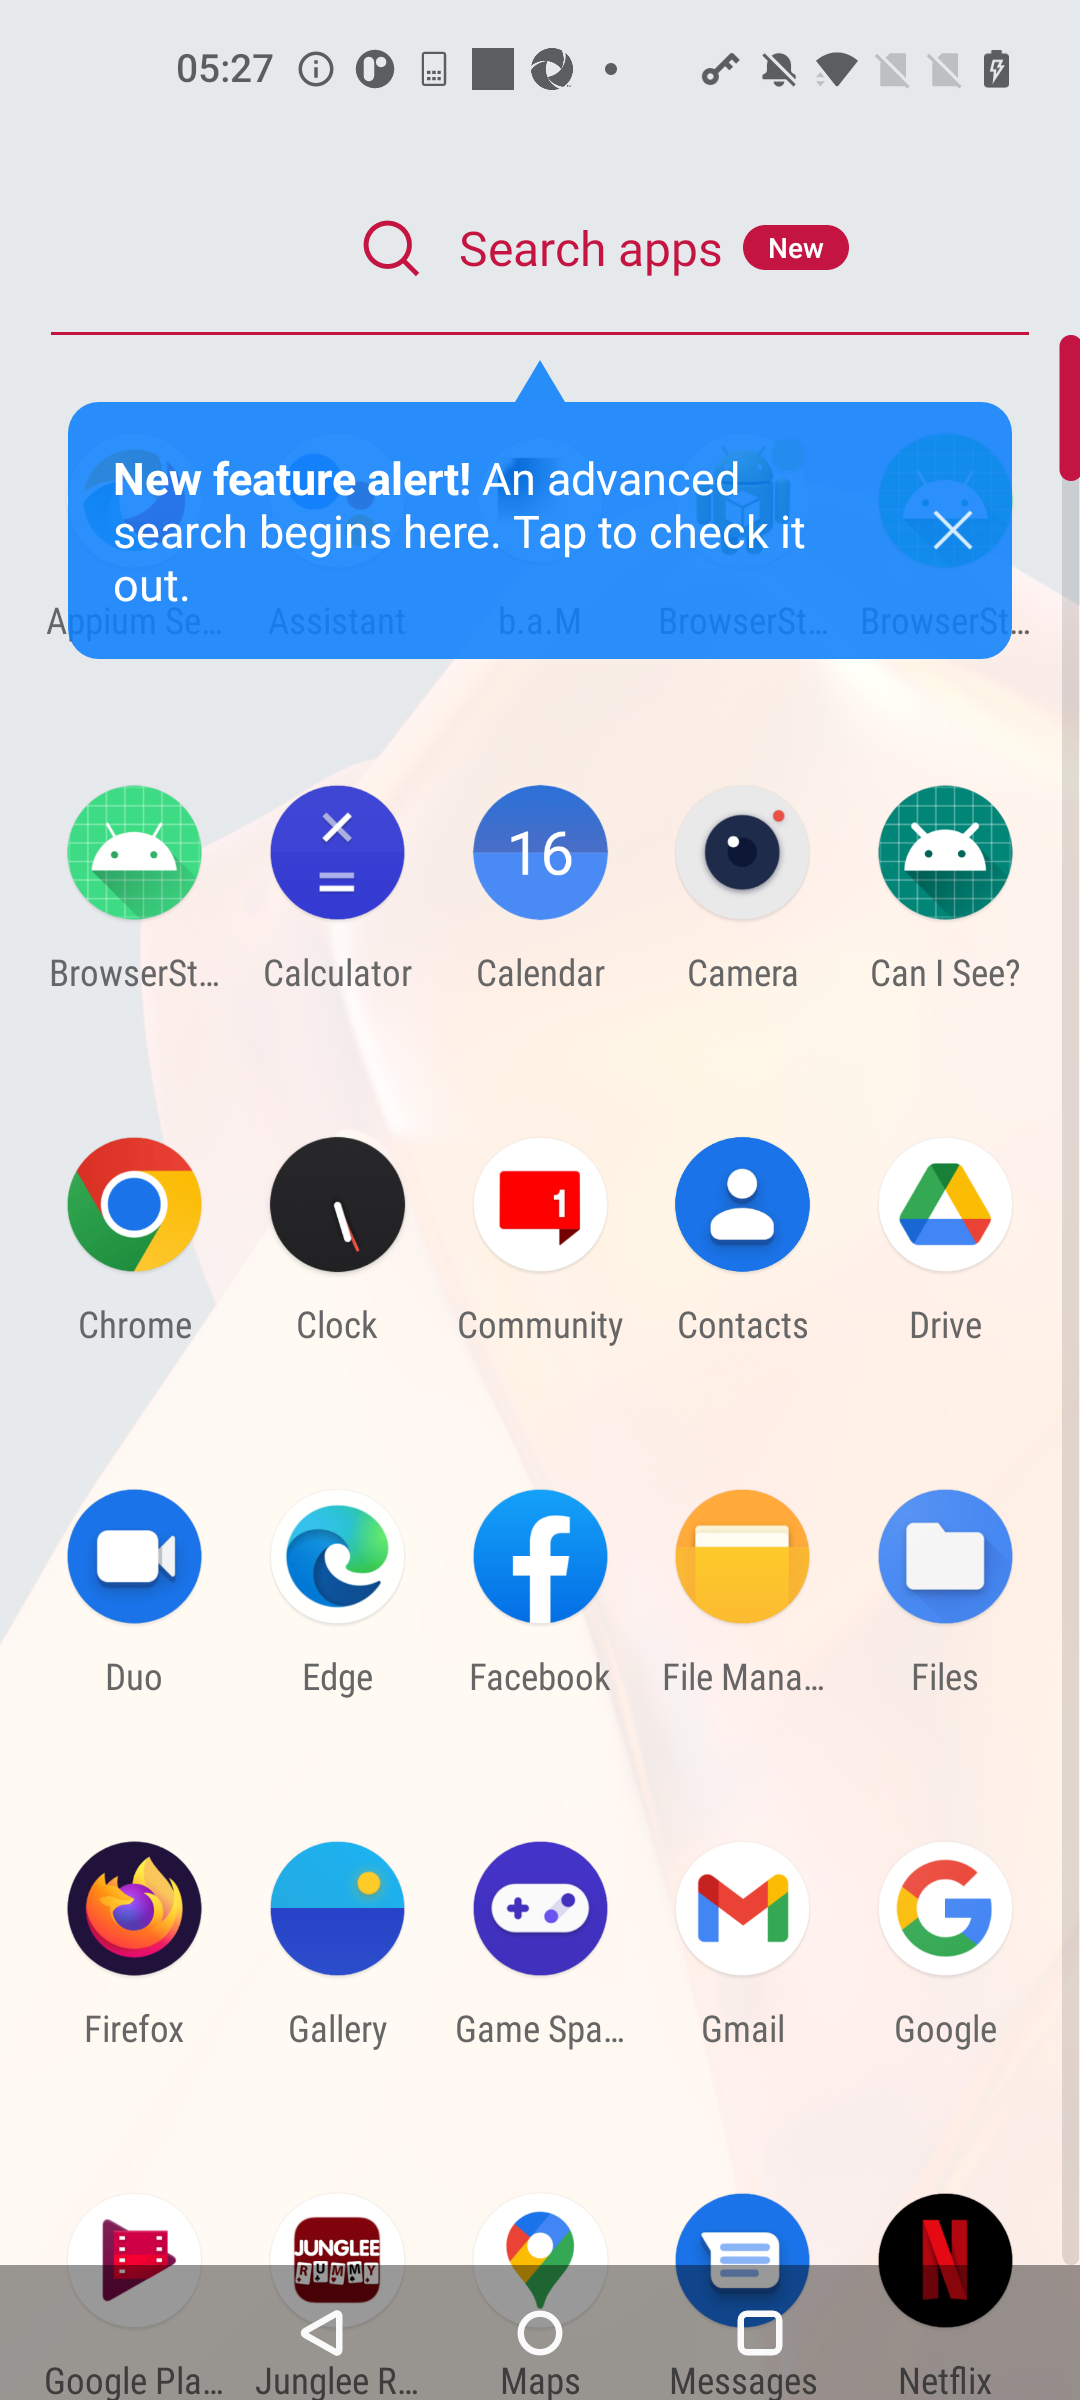 05:27
Search apps New
New feature alert! An advanced
search begins here. Tap to check it
out.
Appium Se... Assistant b.a.M BrowserSt... BrowserSt...
16
BrowserSt... Calculator Calendar Camera Can I See?
1
Chrome Clock Community Contacts Drive
Duo Edge Facebook File Mana... Files
Firefox Gallery Game Spa... Gmail Google
JUNGLEE
RUMMY
Google Pla... Junglee R... Maps Messages Netflix